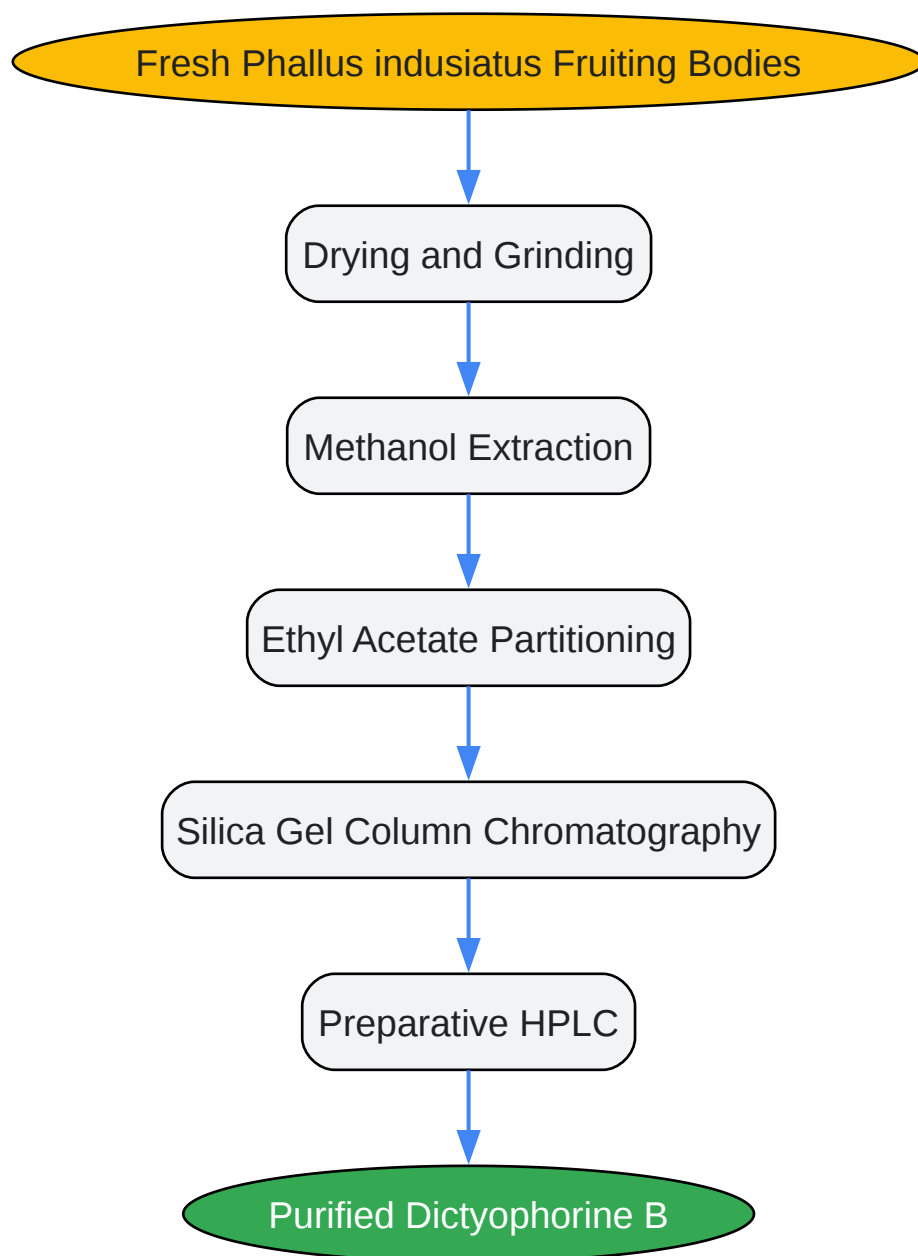 Fresh Phallus indusiatus Fruiting Bodies
Drying and Grinding
Methanol Extraction
Ethyl Acetate Partitioning
Silica Gel Column Chromatography
Preparative HPLC
Purified Dictyophorine B